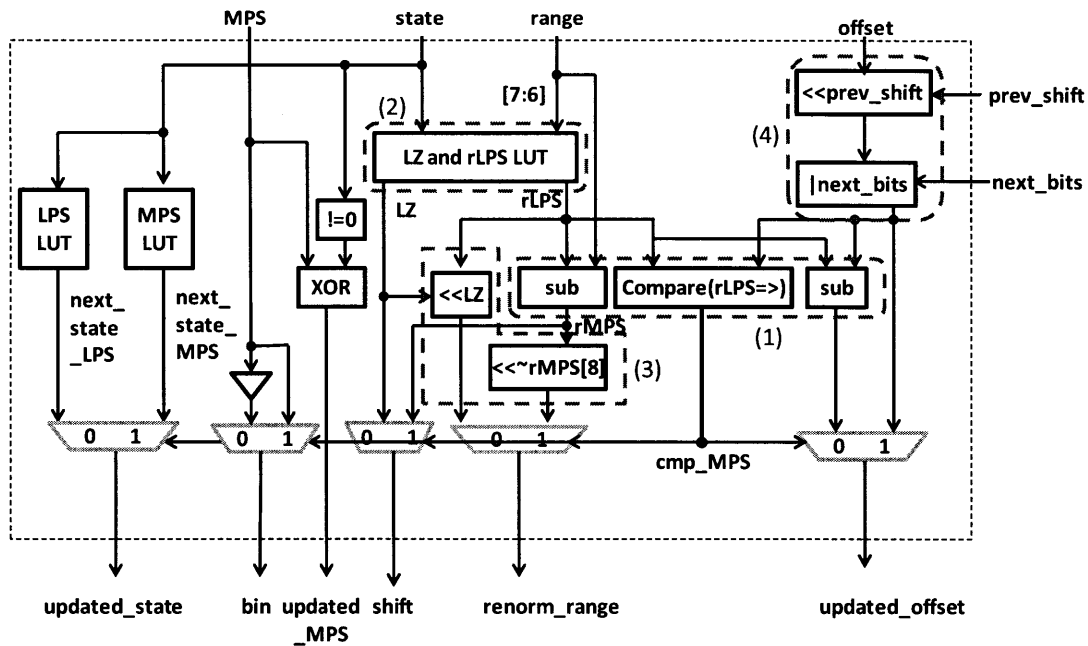 MPS
state
range
offset
[7:6]
(2)
<<prev_shift
prev_shift
(4)
LZ and rLPS LUT
|next_bits
next_bits
LZ
rLPS
LPS
LUT
MPS
LUT
!=0
XOR
<<LZ
sub
Compare(rLPS=>)
sub
next_
state
_LPS
next_
state_
MPS
rMPS
(1)
<<~rMPS[8]
(3)
0 1
0 1
0 1
0 1
0 1
cmp_MPS
updated_state
bin
updated
_MPS
shift
renorm_range
updated_offset